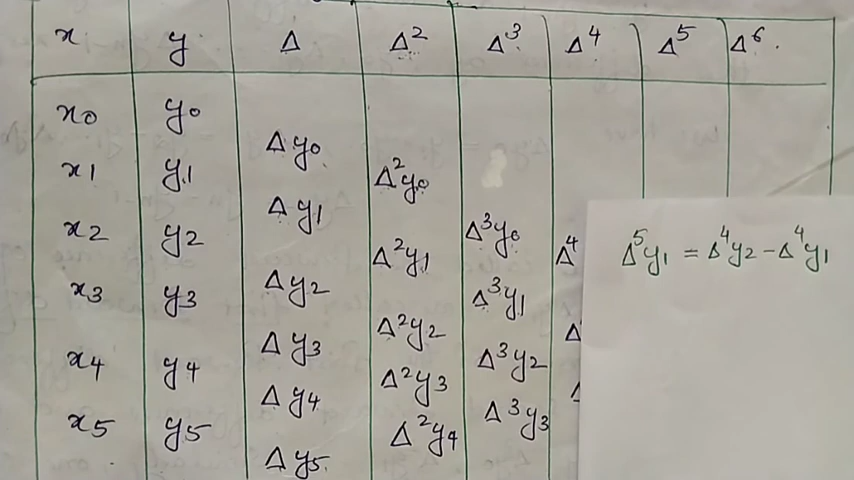 x y Δ Δ² Δ³ Δ⁴ Δ⁵ Δ⁶
x₀ y₀
Δy₀
x₁ y₁ Δ²y₀
Δy₁
x₂ y₂ Δ³y₀
Δ²y₁ Δ⁴
x₃ y₃ Δy₂ Δ³y₁
Δ²y₂ Δ
Δy₃
x₄ y₄ Δ³y₂
Δy₄ Δ²y₃ Δ
x₅ y₅ Δ²y₄ Δ³y₃
Δy₅
Δ⁵y₁ = Δ⁴y₂ - Δ⁴y₁